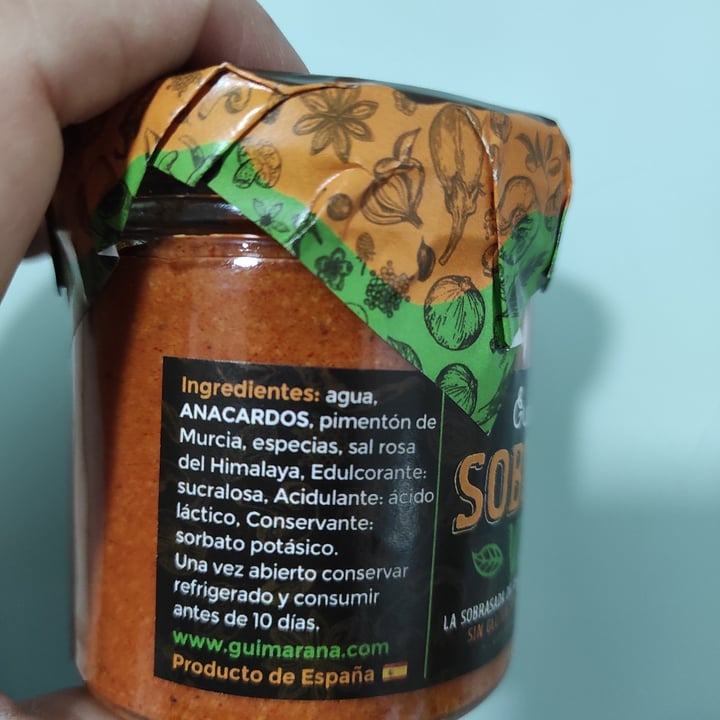 Ingredientes: agua,
ANACARDOS, pimentón de
Murcia, especias, sal rosa
del Himalaya, Edulcorante:
sucralosa, Acidulante: ácido
láctico, Conservante:
sorbato potásico.
Una vez abierto conservar
refrigerado y consumir
antes de 10 días.
www.guimarana.com
Producto de España
SOB
LA SOBRASADA
SIN